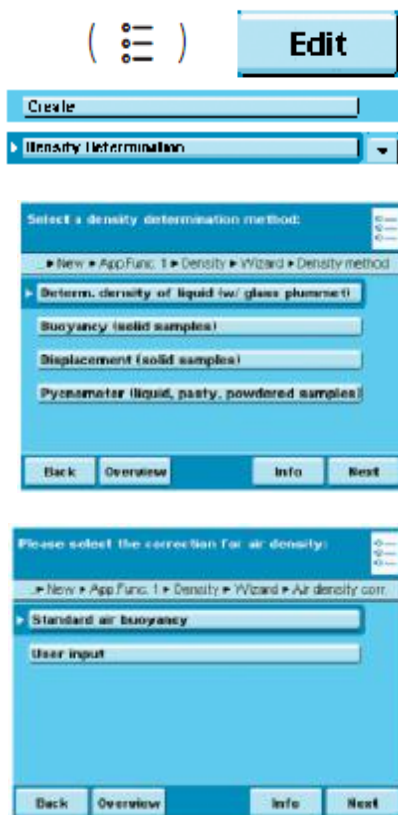 ( ) Edit
Create
Density Determination
Select a density determination method:
New ▸ App.Func. 1 ▸ Density ▸ Wizard ▸ Density method
Determ. density of liquid (w/ glass plummet)
Buoyancy (solid samples)
Displacement (solid samples)
Pycnometer (liquid, pasty, powdered samples)
Back Overview Info Next
Please select the correction for air density:
New ▸ App.Func. 1 ▸ Density ▸ Wizard ▸ Air density corr.
Standard air buoyancy
User input
Back Overview Info Next